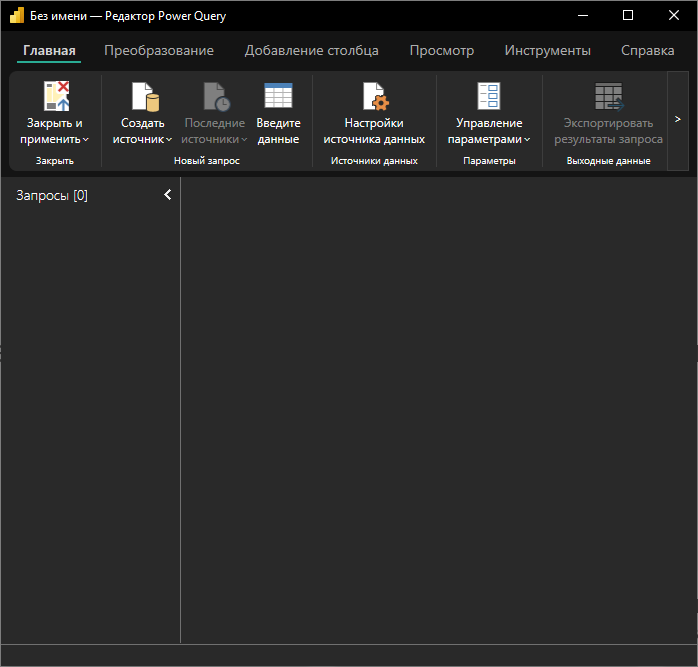 Без имени — Редактор Power Query
Главная Преобразование Добавление столбца Просмотр Инструменты Справка
Закрыть и
применить
Закрыть
Создать
источник
Последние
источники
Введите
данные
Новый запрос
Настройки
источника данных
Источники данных
Управление
параметрами
Параметры
Экспортировать
результаты запроса
Выходные данные
Запросы [0]